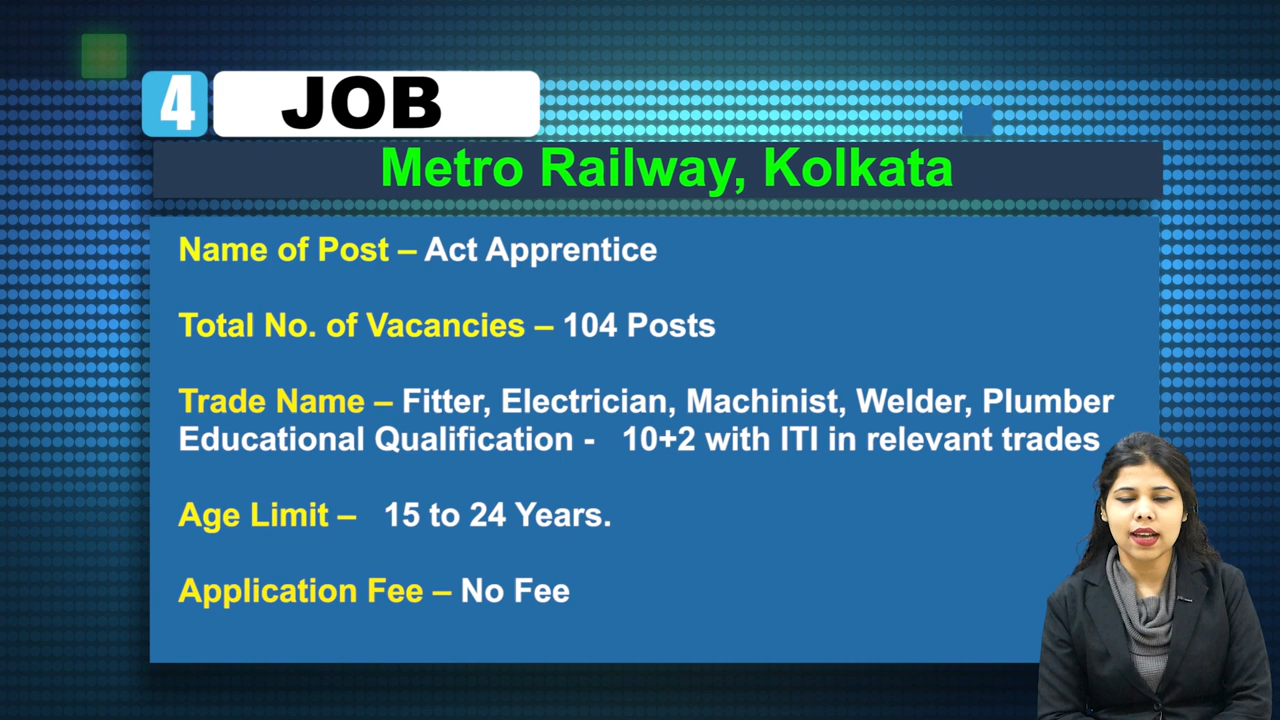 4 JOB
Metro Railway, Kolkata
Name of Post – Act Apprentice
Total No. of Vacancies – 104 Posts
Trade Name – Fitter, Electrician, Machinist, Welder, Plumber
Educational Qualification - 10+2 with ITI in relevant trades
Age Limit – 15 to 24 Years.
Application Fee – No Fee